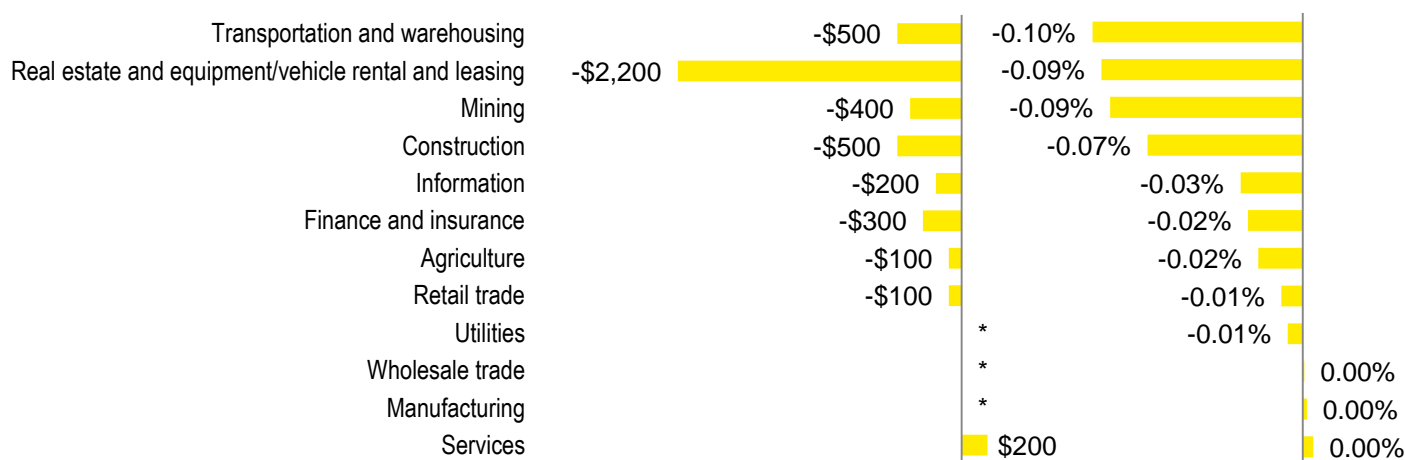 Transportation and warehousing -$500 -0.10%
Real estate and equipment/vehicle rental and leasing -$2,200 -0.09%
Mining -$400 -0.09%
Construction -$500 -0.07%
Information -$200 -0.03%
Finance and insurance -$300 -0.02%
Agriculture -$100 -0.02%
Retail trade -$100 -0.01%
Utilities * -0.01%
Wholesale trade * 0.00%
Manufacturing * 0.00%
Services $200 0.00%